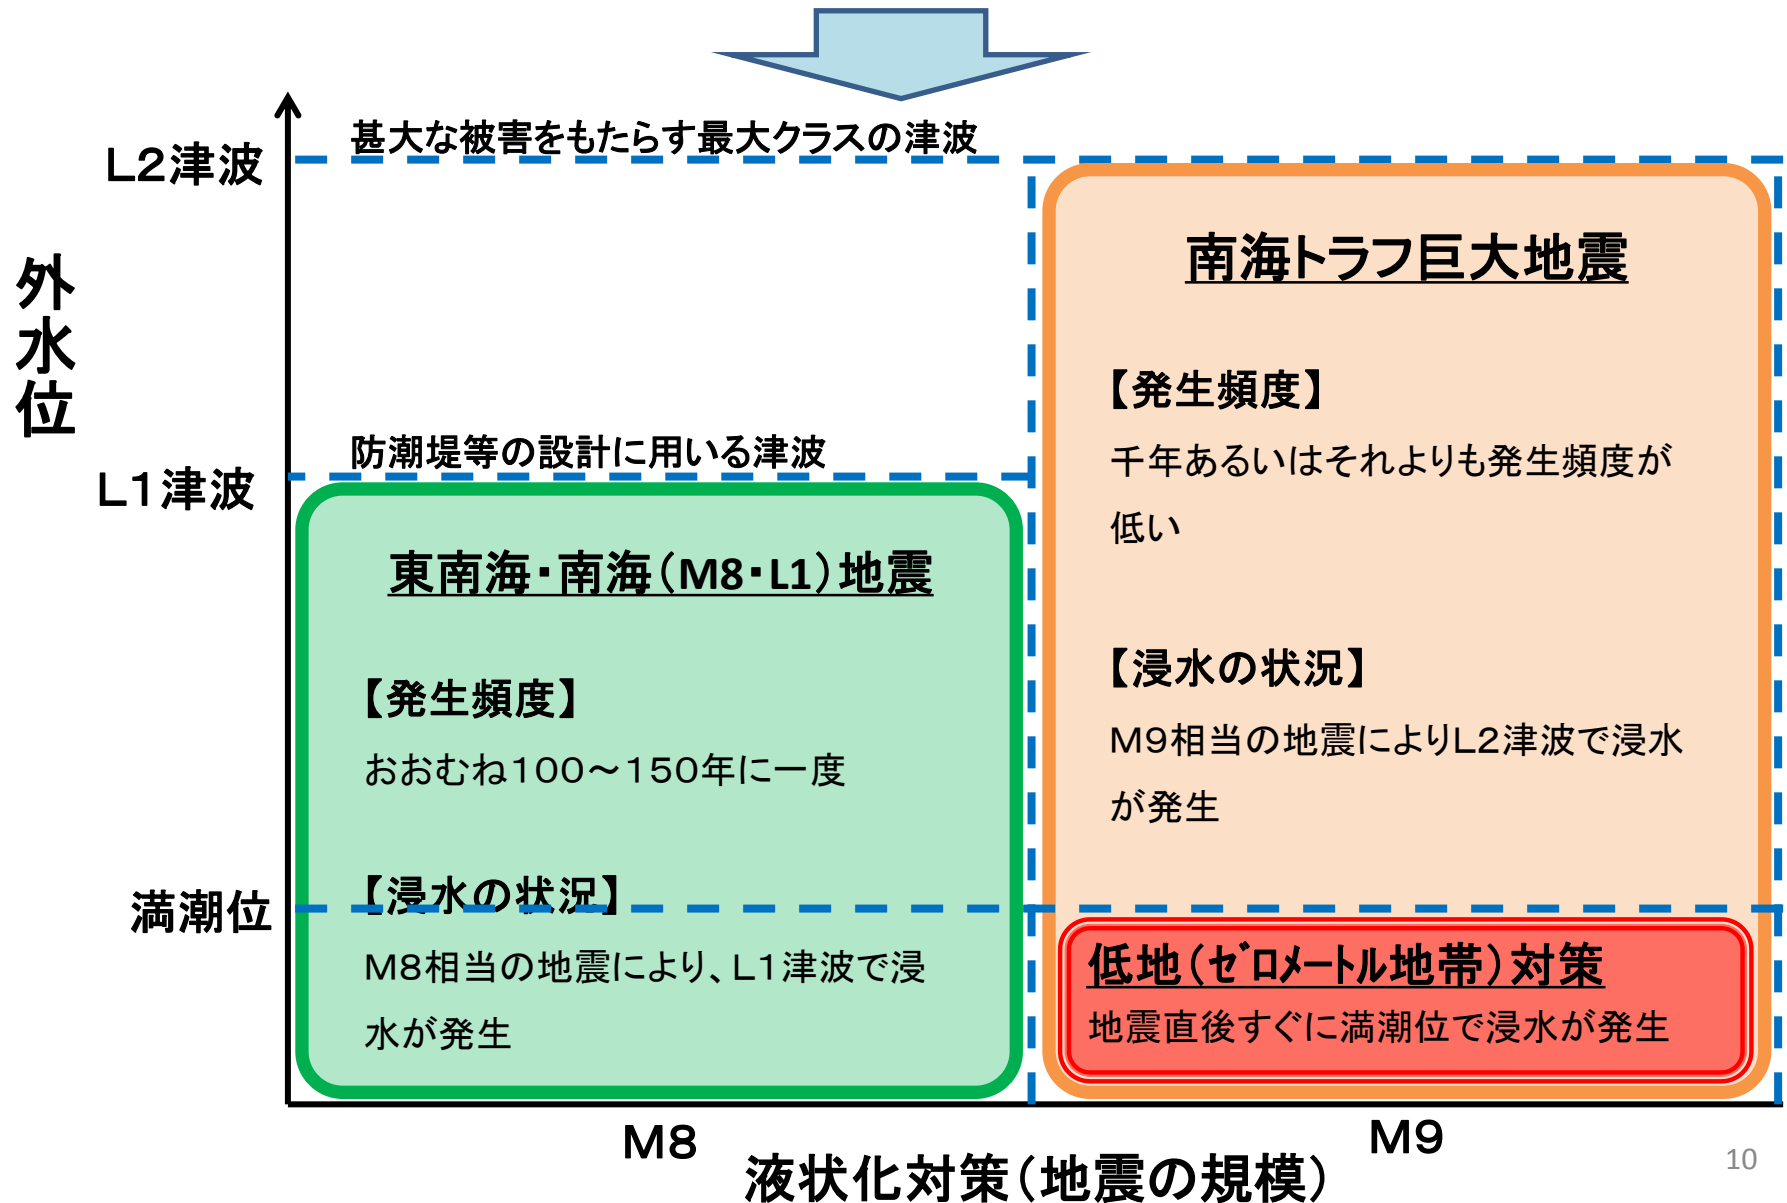 甚大な被害をもたらす最大クラスの津波
L2津波
外水位
防潮堤等の設計に用いる津波
L1津波
満潮位
東南海・南海(M8・L1)地震
【発生頻度】
おおむね100～150年に一度
【浸水の状況】
M8相当の地震により、L1津波で浸
水が発生
南海トラフ巨大地震
【発生頻度】
千年あるいはそれよりも発生頻度が
低い
【浸水の状況】
M9相当の地震によりL2津波で浸水
が発生
低地(ｾﾞﾛﾒｰﾄﾙ地帯)対策
地震直後すぐに満潮位で浸水が発生
M8
M9
液状化対策(地震の規模)
10